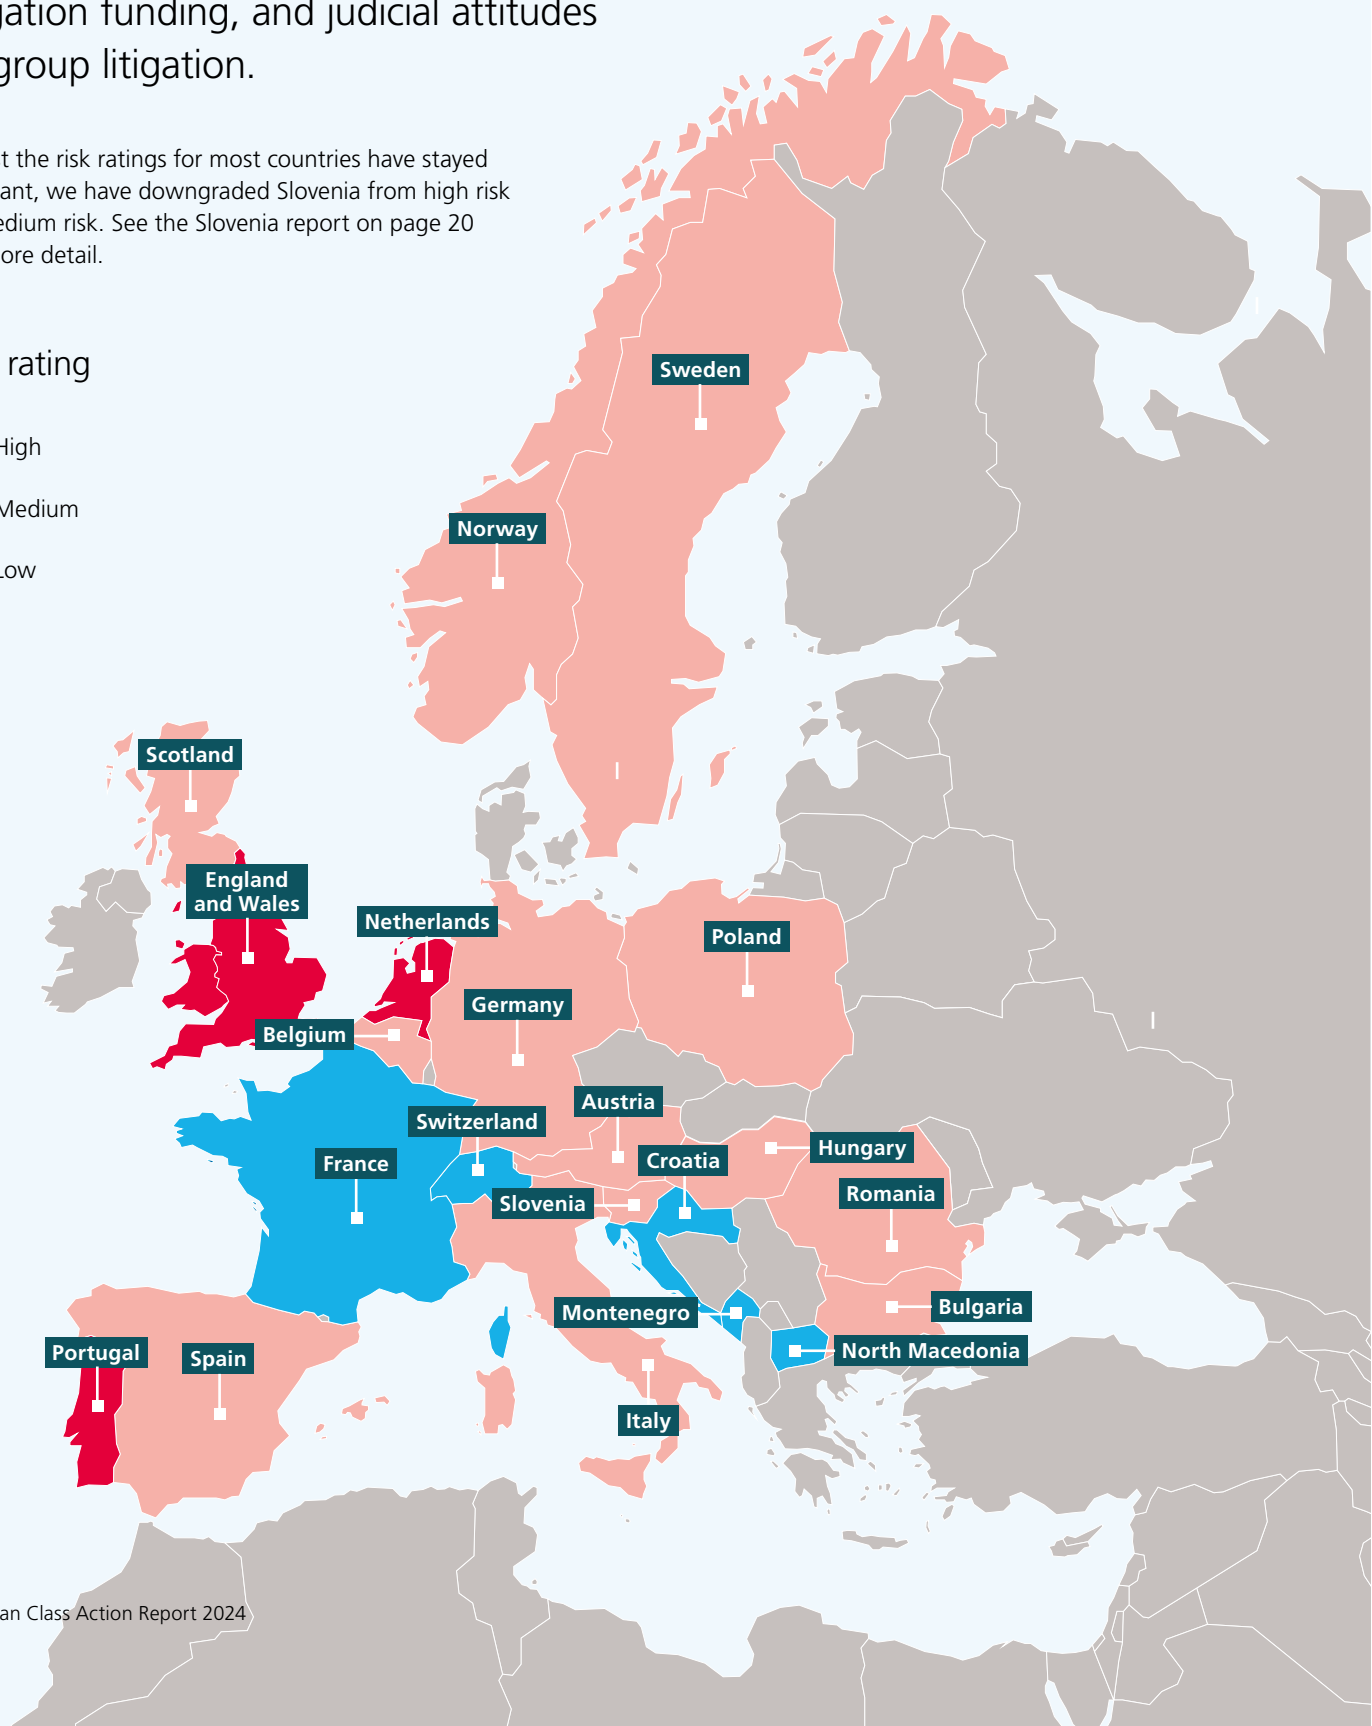 gation funding, and judicial attitudes
group litigation.
t the risk ratings for most countries have stayed
ant, we have downgraded Slovenia from high risk
edium risk. See the Slovenia report on page 20
ore detail.
rating
High
Medium
Low
Sweden
Norway
Scotland
England
and Wales
Netherlands
Poland
Germany
Belgium
Austria
Switzerland
Hungary
Croatia
France
Romania
Slovenia
Bulgaria
Montenegro
North Macedonia
Portugal
Spain
Italy
an Class Action Report 2024